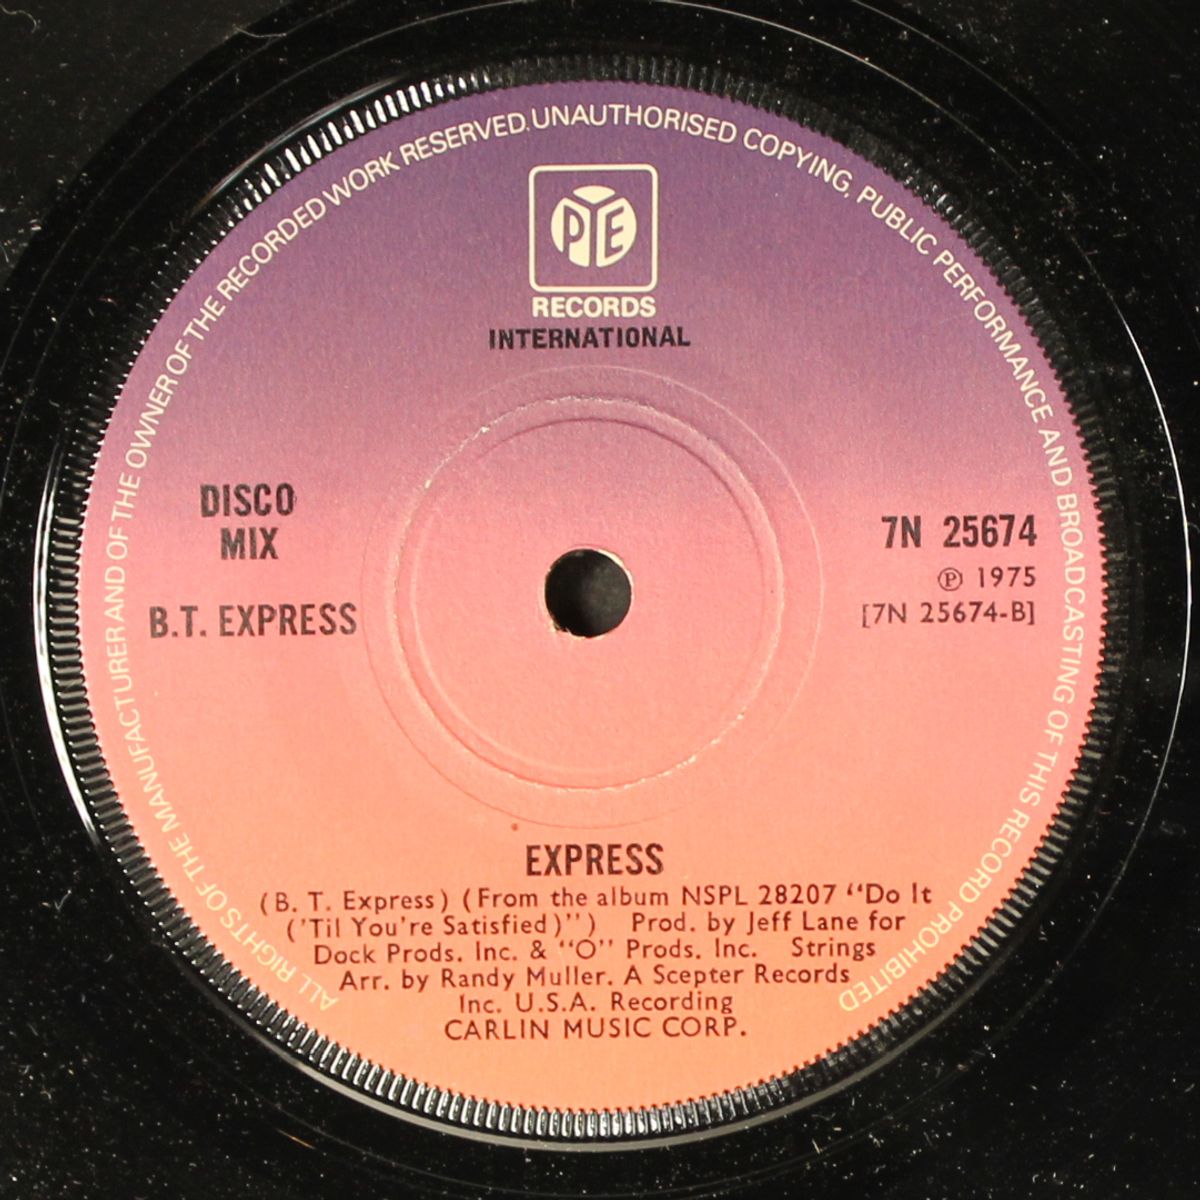 ALL RIGHTS OF THE MANUFACTURER AND OF THE OWNER OF THE RECORDED WORK RESERVED. UNAUTHORISED COPYING, PUBLIC PERFORMANCE AND BROADCASTING OF THIS RECORD PROHIBITED
PYE
RECORDS
INTERNATIONAL
DISCO
MIX
B.T. EXPRESS
7N 25674
Ⓟ 1975
[7N 25674-B]
EXPRESS
(B. T. Express) (From the album NSPL 28207 “Do It
('Til You're Satisfied)”) Prod. by Jeff Lane for
Dock Prods. Inc. & “O” Prods. Inc. Strings
Arr. by Randy Muller. A Scepter Records
Inc. U.S.A. Recording
CARLIN MUSIC CORP.